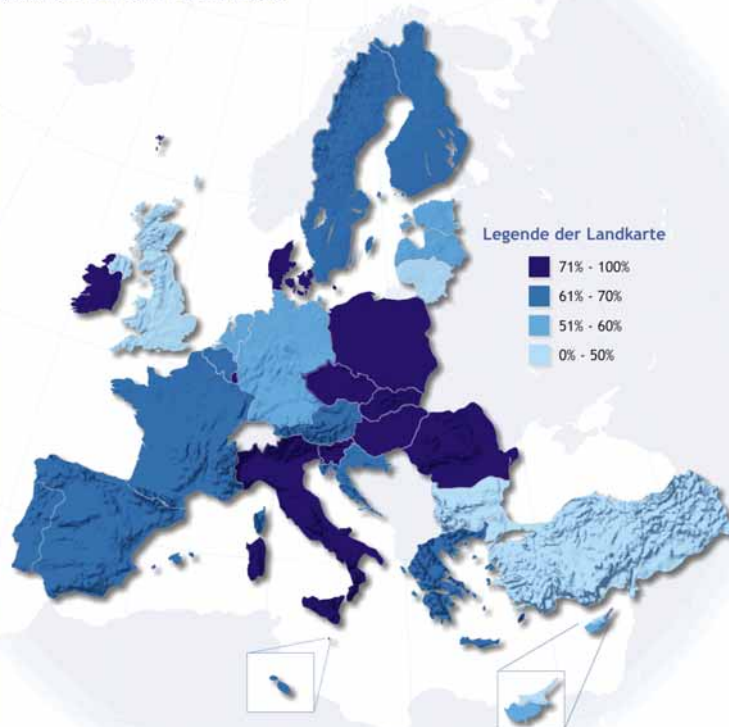 Legende der Landkarte
71% - 100%
61% - 70%
51% - 60%
0% - 50%